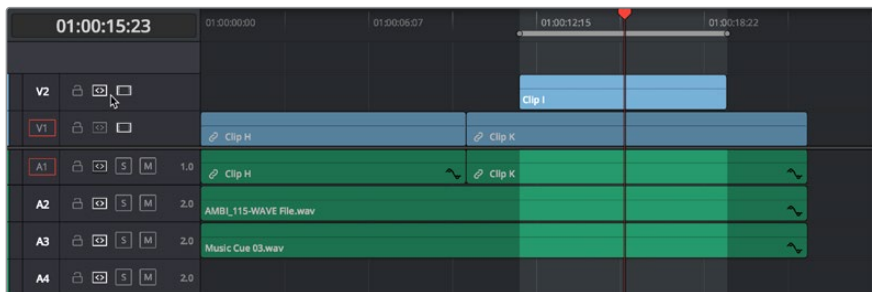 01:00:15:23
01:00:00:00 01:00:06:07 01:00:12:15 01:00:18:22
V2 Clip I
V1 Clip H Clip K
A1 S M 1.0 Clip H Clip K
A2 S M 2.0 AMBI_115-WAVE File.wav
A3 S M 2.0 Music Cue 03.wav
A4 S M 2.0